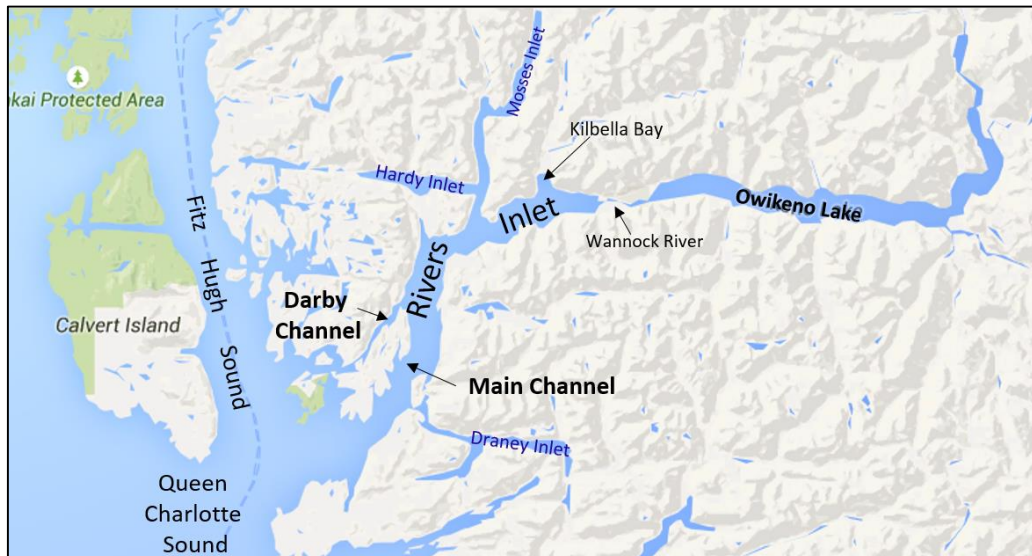 Mosses Inlet
nkai Protected Area
Kilbella Bay
Hardy Inlet
Rivers Inlet
Owikeno Lake
Wannock River
Fitz Hugh Sound
Darby
Channel
Calvert Island
Main Channel
Draney Inlet
Queen
Charlotte
Sound